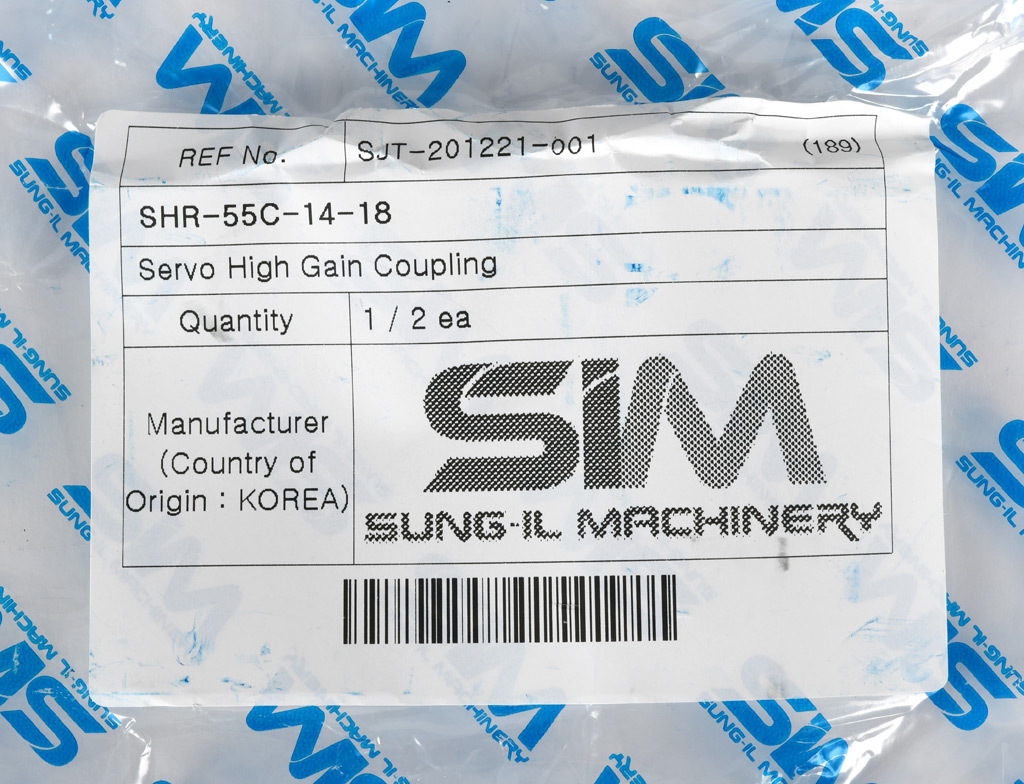 REF No. SJT-201221-001 (189)
SHR-55C-14-18
Servo High Gain Coupling
Quantity 1 / 2 ea
Manufacturer
(Country of
Origin : KOREA)
SIM
SUNG-IL MACHINERY